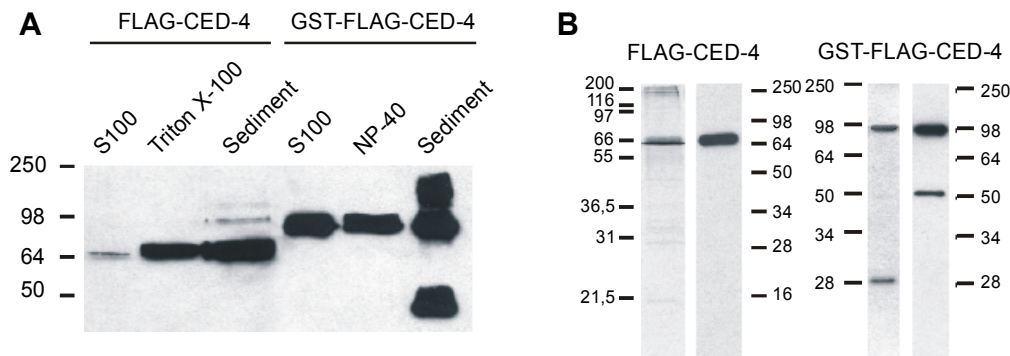 A
FLAG-CED-4
GST-FLAG-CED-4
S100
Triton X-100
Sediment
S100
NP-40
Sediment
250
98
64
50
B
FLAG-CED-4
GST-FLAG-CED-4
200
116
97
66
55
36,5
31
21,5
250
98
64
50
34
28
16
250
98
64
50
34
28
250
98
64
50
34
28